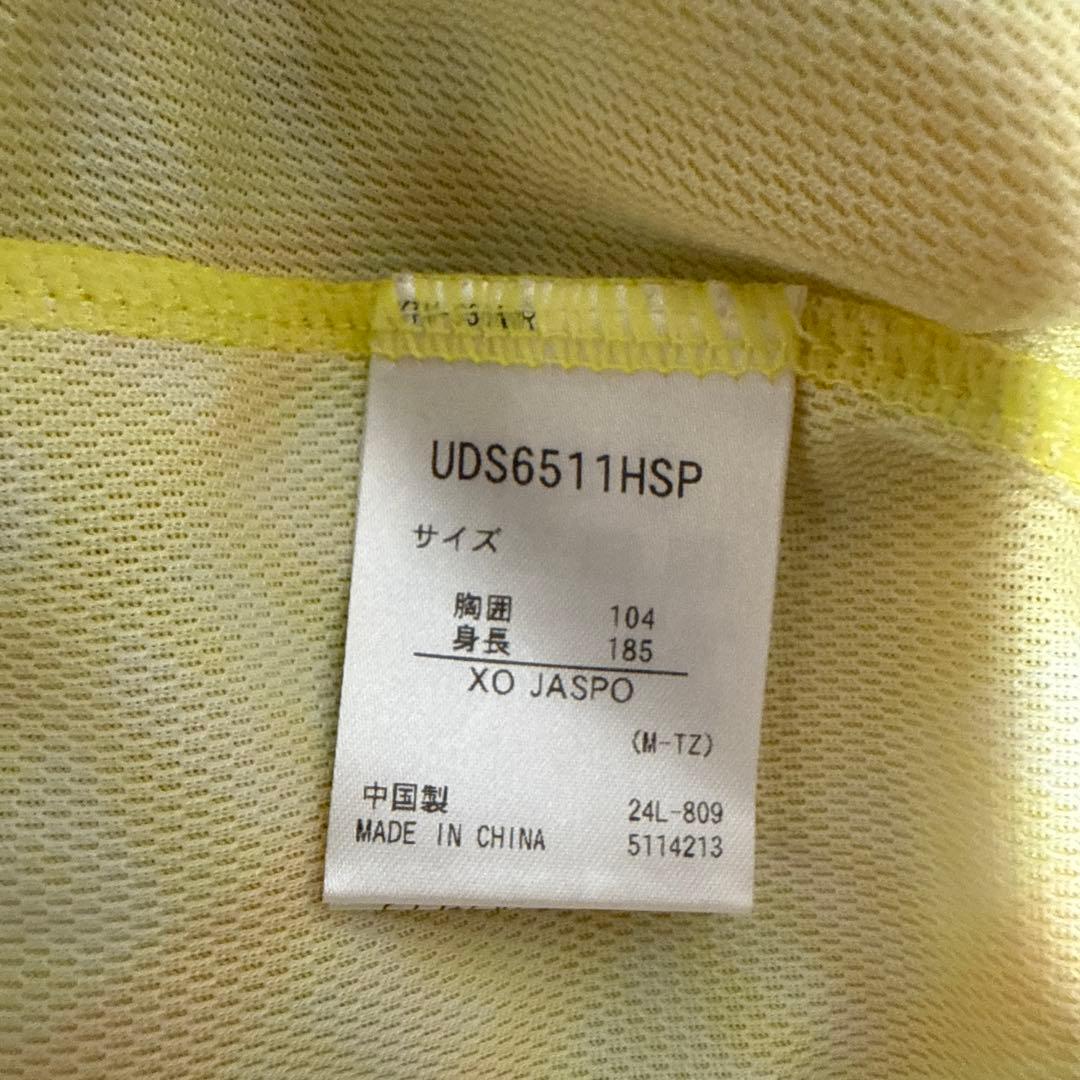 UDS6511HSP
サイズ
胸囲 104
身長 185
XO JASPO
(M-TZ)
中国製 24L-809
MADE IN CHINA 5114213